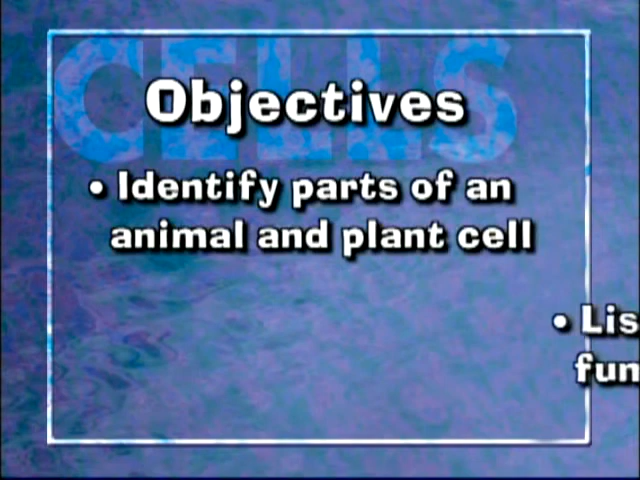 CELLS
Objectives
• Identify parts of an
animal and plant cell
• Lis
fun